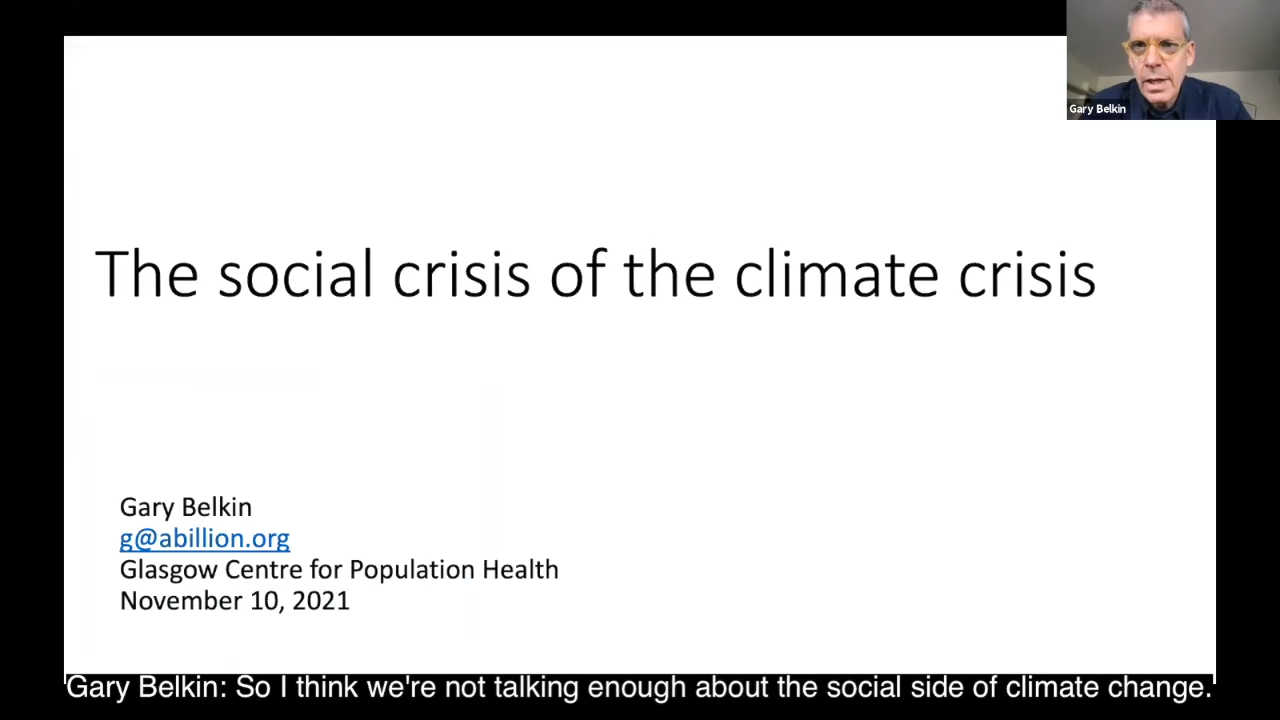 Gary Belkin
The social crisis of the climate crisis
Gary Belkin
g@abillion.org
Glasgow Centre for Population Health
November 10, 2021
Gary Belkin: So I think we're not talking enough about the social side of climate change.